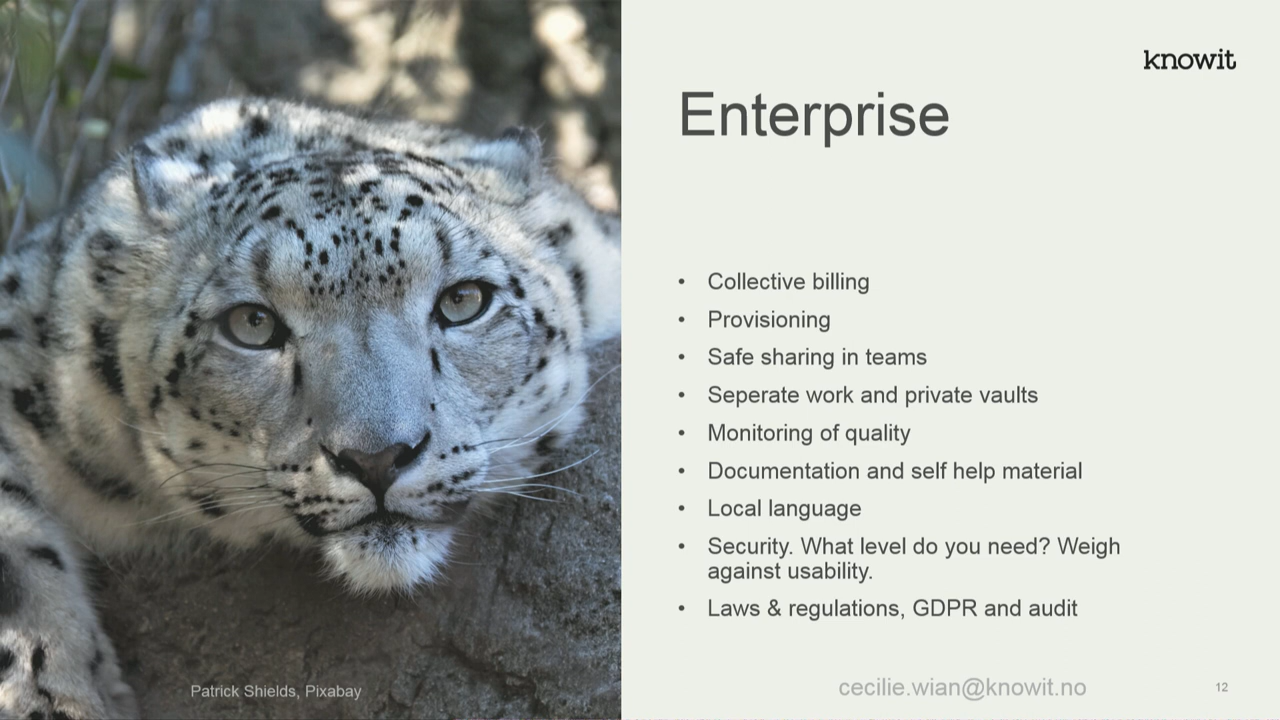 knowit
Enterprise
• Collective billing
• Provisioning
• Safe sharing in teams
• Seperate work and private vaults
• Monitoring of quality
• Documentation and self help material
• Local language
• Security. What level do you need? Weigh
against usability.
• Laws & regulations, GDPR and audit
Patrick Shields, Pixabay
cecilie.wian@knowit.no
12